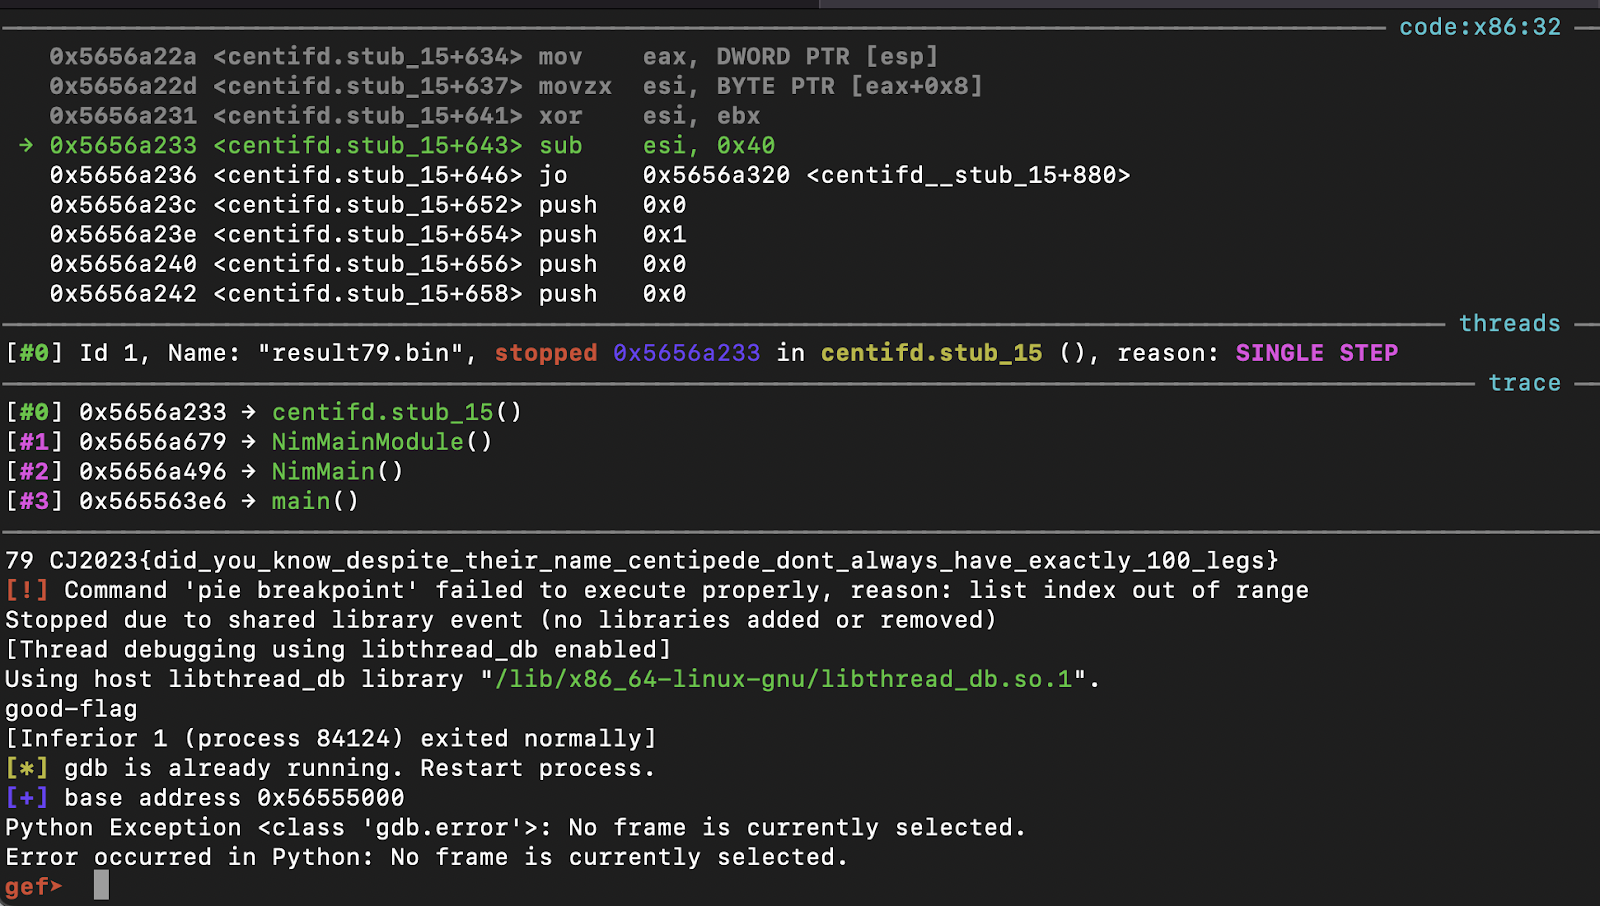 code:x86:32
0x5656a22a <centifd.stub_15+634> mov    eax, DWORD PTR [esp]
0x5656a22d <centifd.stub_15+637> movzx  esi, BYTE PTR [eax+0x8]
0x5656a231 <centifd.stub_15+641> xor    esi, ebx
→ 0x5656a233 <centifd.stub_15+643> sub    esi, 0x40
0x5656a236 <centifd.stub_15+646> jo     0x5656a320 <centifd__stub_15+880>
0x5656a23c <centifd.stub_15+652> push   0x0
0x5656a23e <centifd.stub_15+654> push   0x1
0x5656a240 <centifd.stub_15+656> push   0x0
0x5656a242 <centifd.stub_15+658> push   0x0
threads
[#0] Id 1, Name: "result79.bin", stopped 0x5656a233 in centifd.stub_15 (), reason: SINGLE STEP
trace
[#0] 0x5656a233 → centifd.stub_15()
[#1] 0x5656a679 → NimMainModule()
[#2] 0x5656a496 → NimMain()
[#3] 0x565563e6 → main()
79 CJ2023{did_you_know_despite_their_name_centipede_dont_always_have_exactly_100_legs}
[!] Command 'pie breakpoint' failed to execute properly, reason: list index out of range
Stopped due to shared library event (no libraries added or removed)
[Thread debugging using libthread_db enabled]
Using host libthread_db library "/lib/x86_64-linux-gnu/libthread_db.so.1".
good-flag
[Inferior 1 (process 84124) exited normally]
[*] gdb is already running. Restart process.
[+] base address 0x56555000
Python Exception <class 'gdb.error'>: No frame is currently selected.
Error occurred in Python: No frame is currently selected.
gef➤